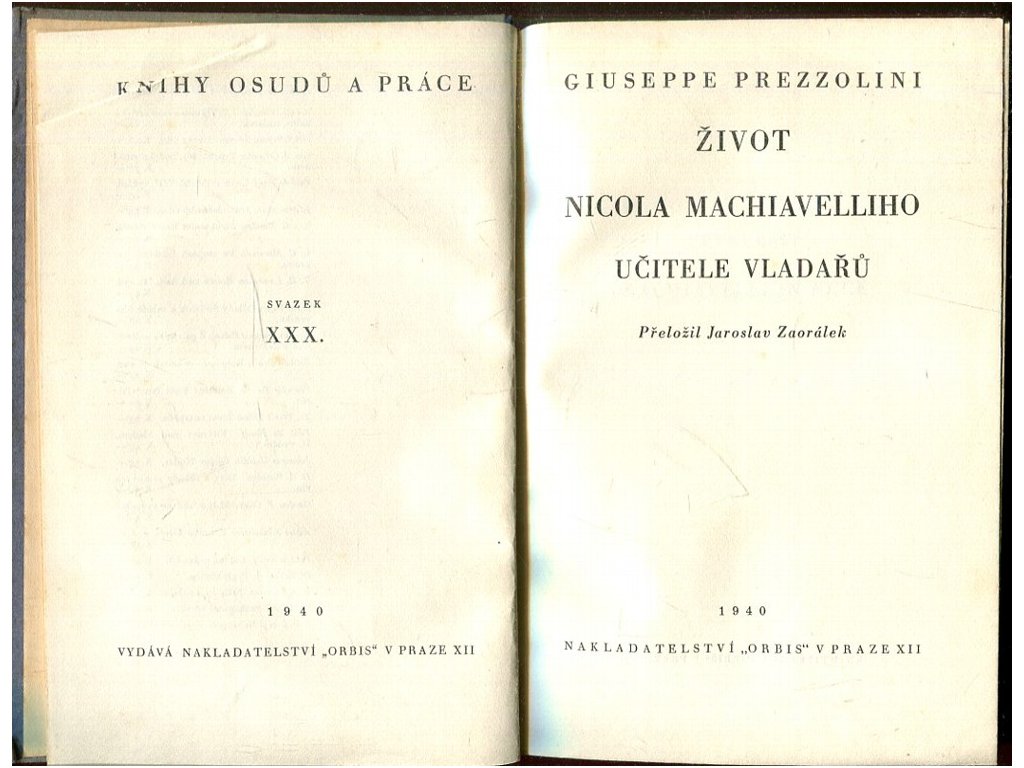 KNIHY OSUDŮ A PRÁCE
SVAZEK
XXX.
1940
VYDÁVÁ NAKLADATELSTVÍ „ORBIS“ V PRAZE XII
GIUSEPPE PREZZOLINI
ŽIVOT
NICOLA MACHIAVELLIHO
UČITELE VLADAŘŮ
Přeložil Jaroslav Zaorálek
1940
NAKLADATELSTVÍ „ORBIS“ V PRAZE XII